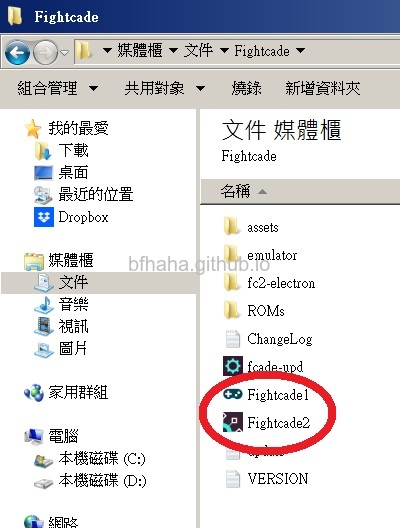 Fightcade
媒體櫃 文件 Fightcade
組合管理 共用對象 燒錄 新增資料夾
我的最愛
下載
桌面
最近的位置
Dropbox
媒體櫃
文件
音樂
視訊
圖片
家用群組
電腦
本機磁碟 (C:)
本機磁碟 (D:)
網路
文件 媒體櫃
Fightcade
名稱
assets
emulator
fc2-electron
ROMs
ChangeLog
fcade-upd
Fightcade1
Fightcade2
update
VERSION
bfhaha.github.io